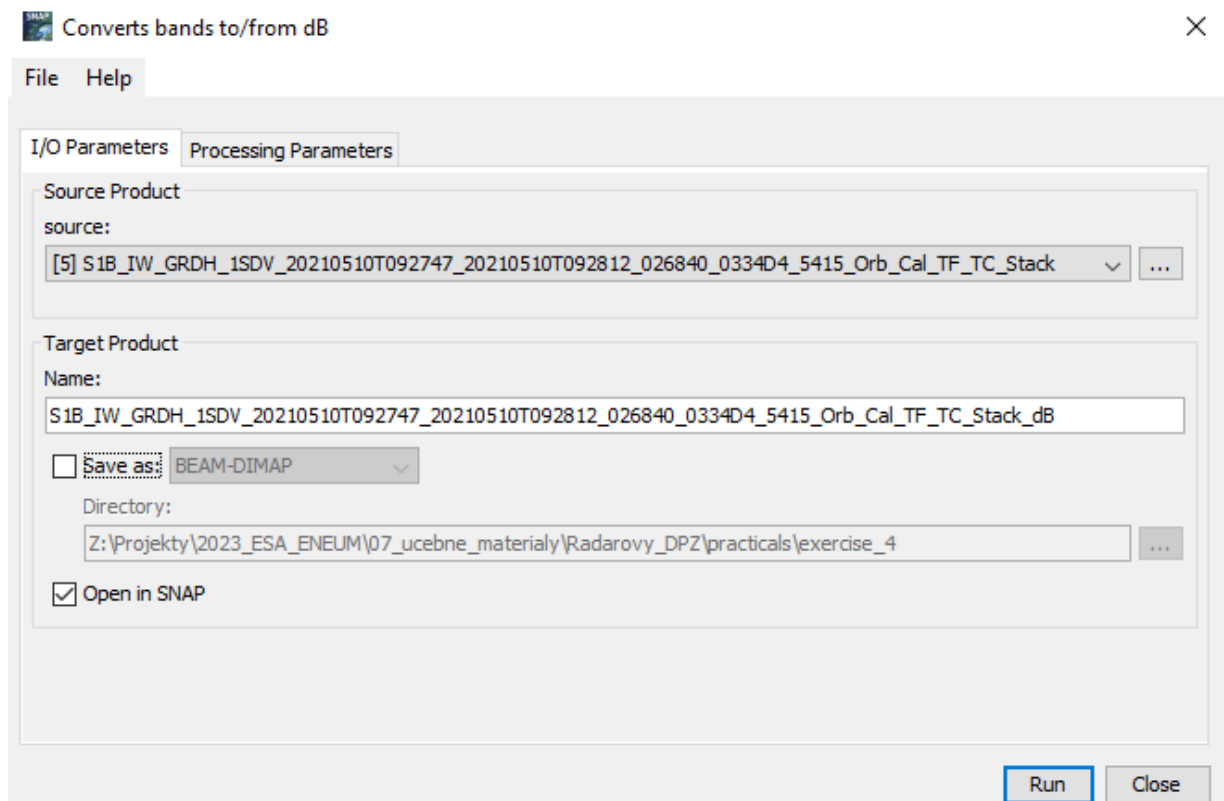 SNAP
Converts bands to/from dB
File Help
I/O Parameters Processing Parameters
Source Product
source:
[5] S1B_IW_GRDH_1SDV_20210510T092747_20210510T092812_026840_0334D4_5415_Orb_Cal_TF_TC_Stack ...
Target Product
Name:
S1B_IW_GRDH_1SDV_20210510T092747_20210510T092812_026840_0334D4_5415_Orb_Cal_TF_TC_Stack_dB
Save as: BEAM-DIMAP
Directory:
Z:\Projekty\2023_ESA_ENEUM\07_ucebne_materialy\Radarovy_DPZ\practicals\exercise_4 ...
Open in SNAP
Run Close